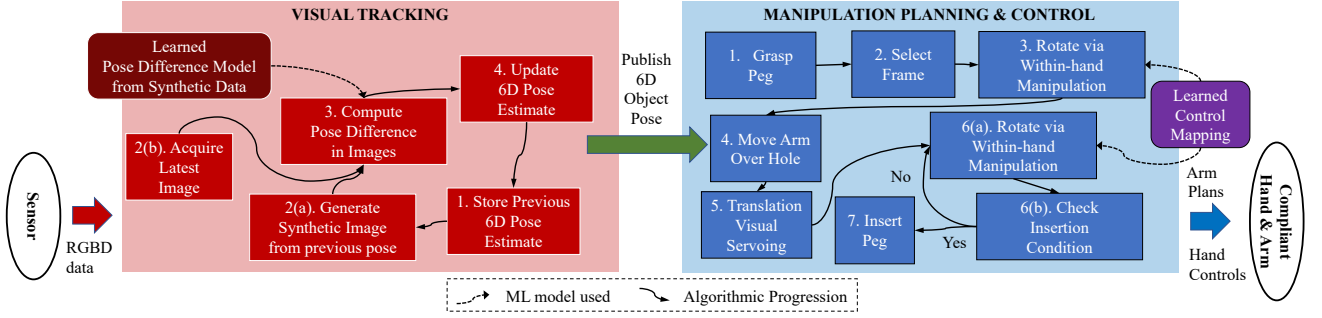 VISUAL TRACKING
Learned
Pose Difference Model
from Synthetic Data
4. Update
6D Pose
Estimate
3. Compute
Pose Difference
in Images
2(b). Acquire
Latest
Image
2(a). Generate
Synthetic Image
from previous pose
1. Store Previous
6D Pose
Estimate
Sensor
RGBD
data
Publish
6D
Object
Pose
MANIPULATION PLANNING & CONTROL
1. Grasp
Peg
2. Select
Frame
3. Rotate via
Within-hand
Manipulation
Learned
Control
Mapping
4. Move Arm
Over Hole
6(a). Rotate via
Within-hand
Manipulation
No
5. Translation
Visual
Servoing
7. Insert
Peg
Yes
6(b). Check
Insertion
Condition
Arm
Plans
Hand
Controls
Compliant
Hand & Arm
ML model used
Algorithmic Progression